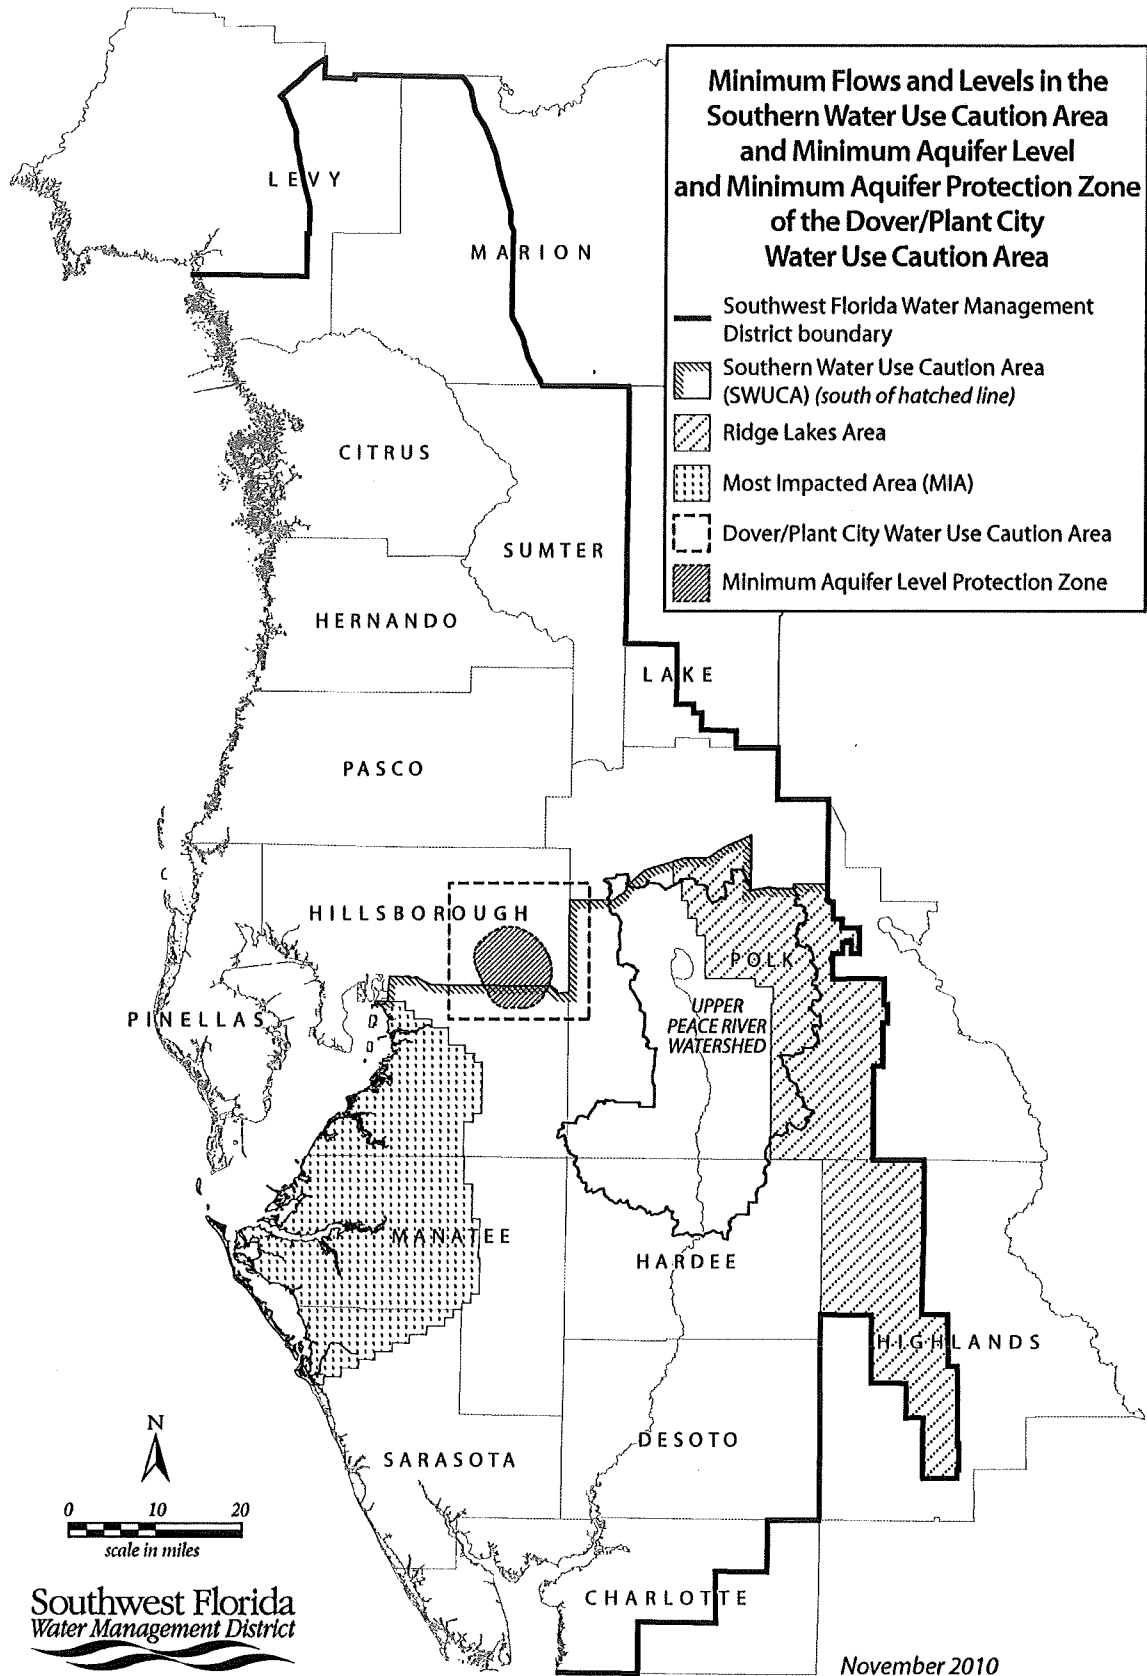 Minimum Flows and Levels in the
Southern Water Use Caution Area
and Minimum Aquifer Level
and Minimum Aquifer Protection Zone
of the Dover/Plant City
Water Use Caution Area
Southwest Florida Water Management
District boundary
Southern Water Use Caution Area
(SWUCA) (south of hatched line)
Ridge Lakes Area
Most Impacted Area (MIA)
Dover/Plant City Water Use Caution Area
Minimum Aquifer Level Protection Zone
LEVY
MARION
CITRUS
SUMTER
HERNANDO
LAKE
PASCO
HILLSBOROUGH
POLK
PINELLAS
UPPER
PEACE RIVER
WATERSHED
MANATEE
HARDEE
HIGHLANDS
DESOTO
SARASOTA
CHARLOTTE
N
0 10 20
scale in miles
Southwest Florida
Water Management District
November 2010